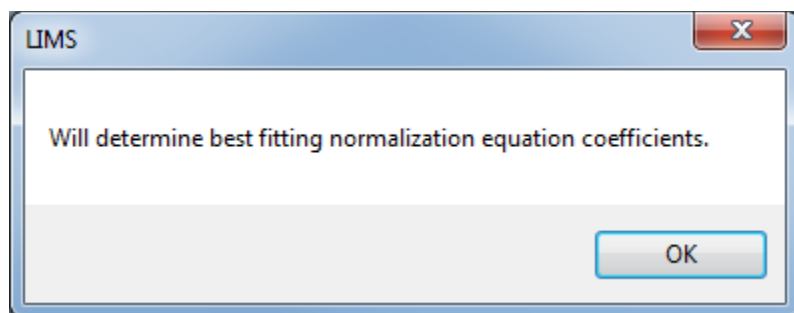 LIMS
Will determine best fitting normalization equation coefficients.
OK